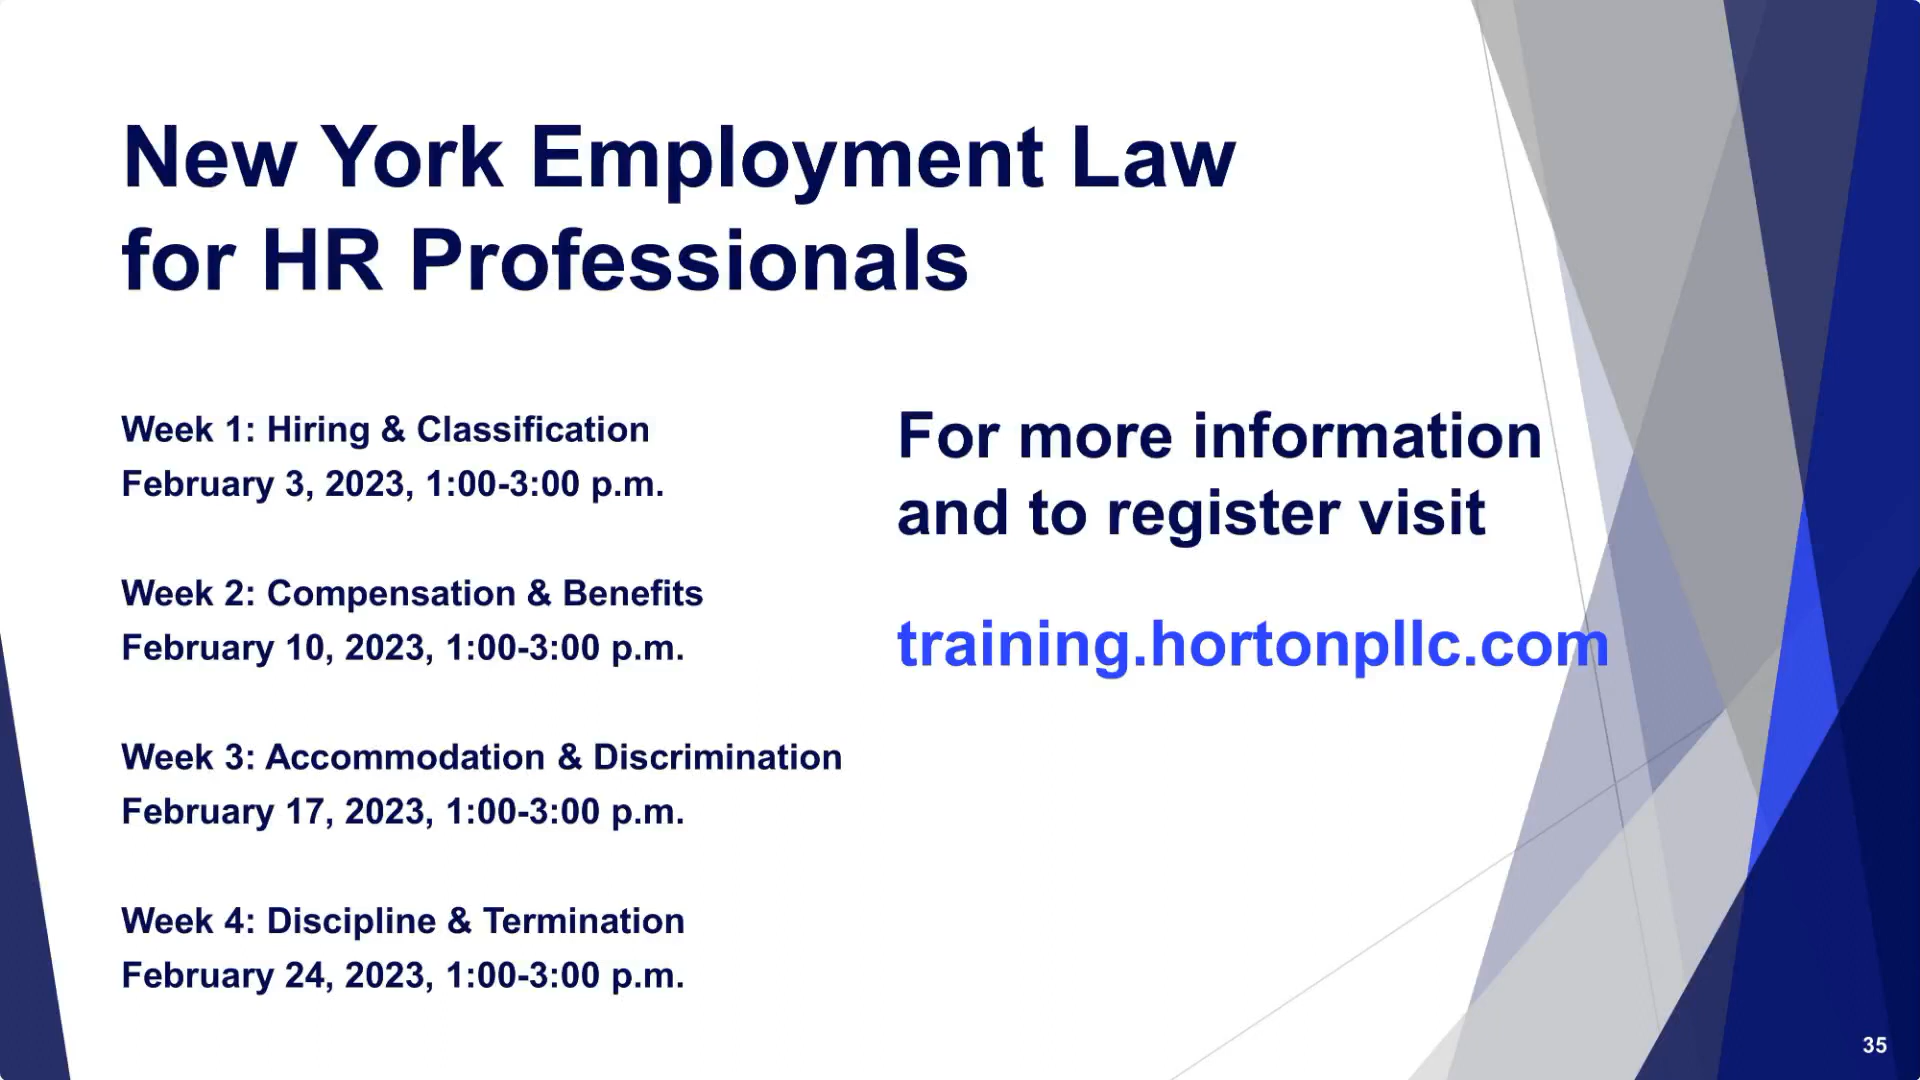 New York Employment Law
for HR Professionals
Week 1: Hiring & Classification
February 3, 2023, 1:00-3:00 p.m.
Week 2: Compensation & Benefits
February 10, 2023, 1:00-3:00 p.m.
Week 3: Accommodation & Discrimination
February 17, 2023, 1:00-3:00 p.m.
Week 4: Discipline & Termination
February 24, 2023, 1:00-3:00 p.m.
For more information
and to register visit
training.hortonpllc.com
35